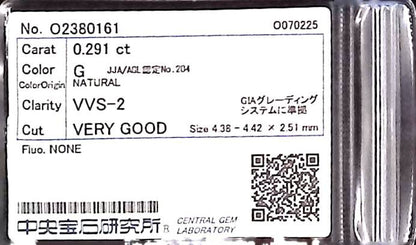 No. O2380161 O070225
Carat 0.291 ct
Color G JJA/AGL認定No.204
ColorOrigin NATURAL
Clarity VVS-2 GIAグレーディング
システムに準拠
Cut VERY GOOD Size 4.38 - 4.42 × 2.51 mm
Fluo. NONE
中央宝石研究所® CENTRAL GEM
LABORATORY